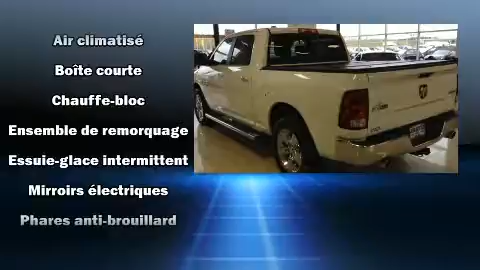 Air climatisé
Boîte courte
Chauffe-bloc
Ensemble de remorquage
Essuie-glace intermittent
Mirroirs électriques
Phares anti-brouillard